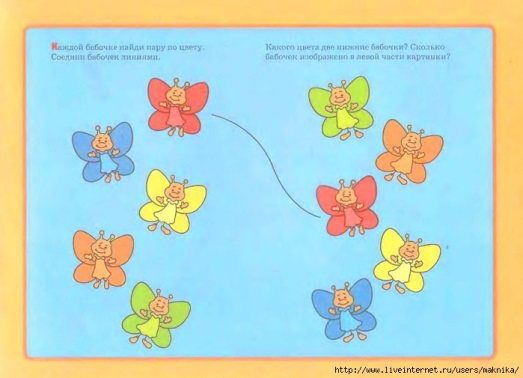 Каждой бабочке найди пару по цвету.
Соедини бабочек линиями.
Какого цвета две нижние бабочки? Сколько
бабочек изображено в левой части картинки?
http://www.liveinternet.ru/users/maknika/